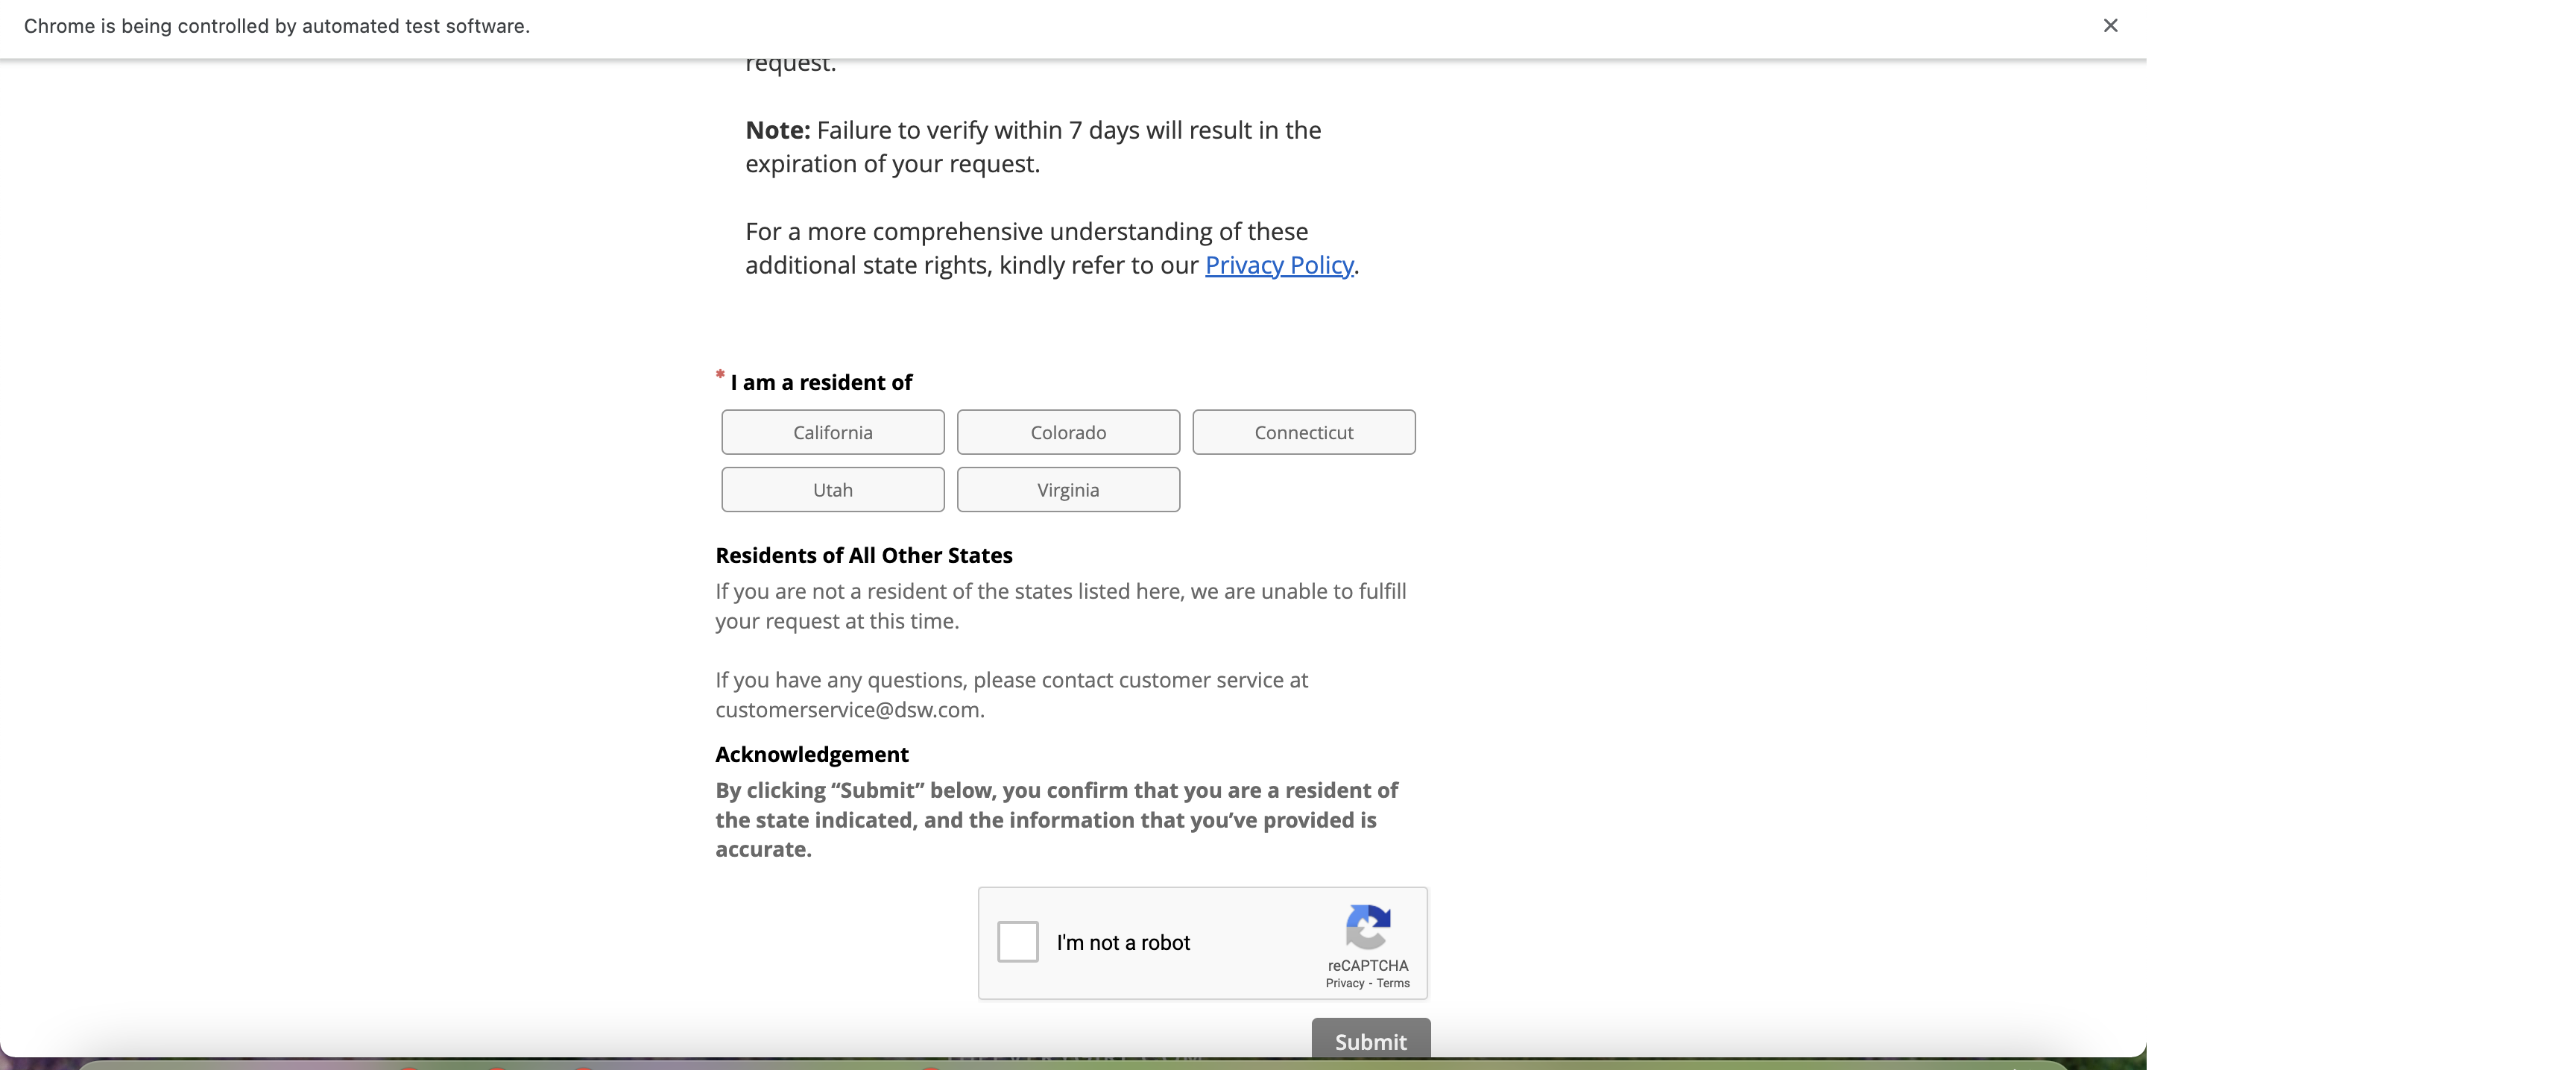 Chrome is being controlled by automated test software.
request.
Note: Failure to verify within 7 days will result in the
expiration of your request.
For a more comprehensive understanding of these
additional state rights, kindly refer to our Privacy Policy.
* I am a resident of
California
Colorado
Connecticut
Utah
Virginia
Residents of All Other States
If you are not a resident of the states listed here, we are unable to fulfill
your request at this time.
If you have any questions, please contact customer service at
customerservice@dsw.com.
Acknowledgement
By clicking “Submit” below, you confirm that you are a resident of
the state indicated, and the information that you’ve provided is
accurate.
I'm not a robot
reCAPTCHA
Privacy - Terms
Submit